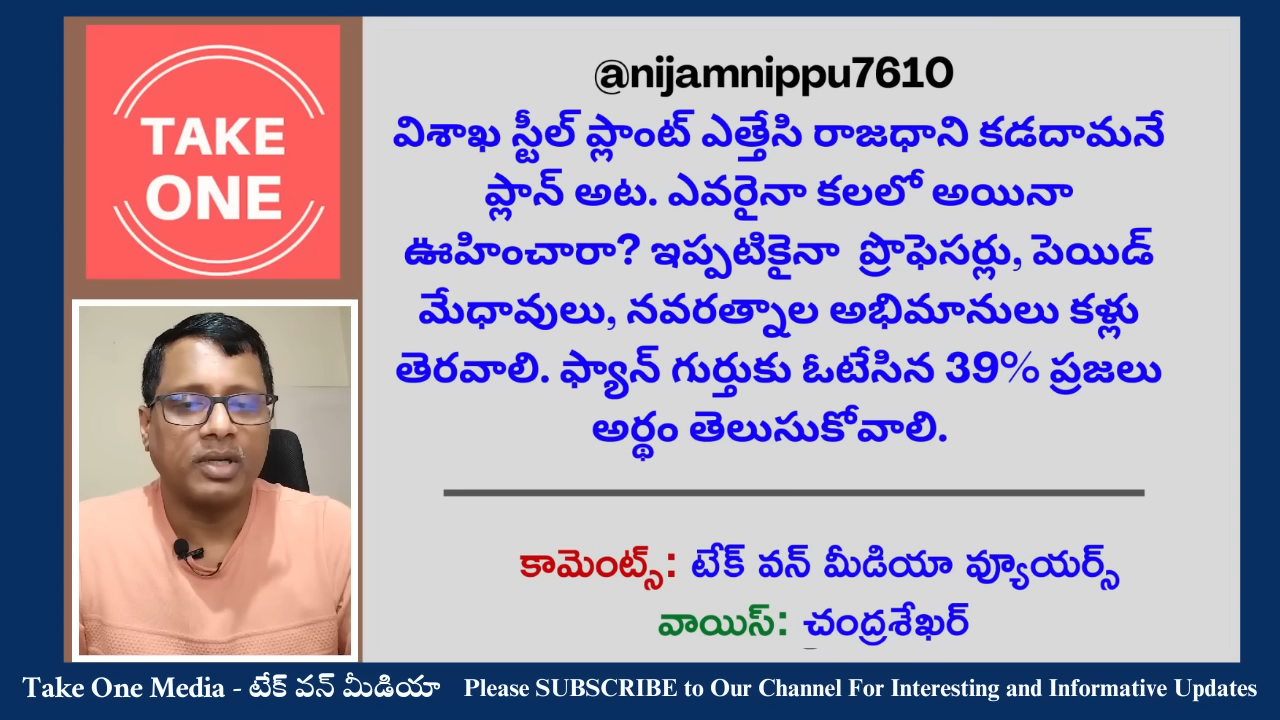 TAKE
ONE
@nijamnippu7610
విశాఖ స్టీల్ ప్లాంట్ ఎత్తేసి రాజధాని కడదామనే
ప్లాన్ అట. ఎవరైనా కలలో అయినా
ఊహించారా? ఇప్పటికైనా ప్రొఫెసర్లు, పెయిడ్
మేధావులు, నవరత్నాల అభిమానులు కళ్లు
తెరవాలి. ఫ్యాన్ గుర్తుకు ఓటేసిన 39% ప్రజలు
అర్థం తెలుసుకోవాలి.
కామెంట్స్: టేక్ వన్ మీడియా వ్యూయర్స్
వాయిస్: చంద్రశేఖర్
Take One Media - టేక్ వన్ మీడియా Please SUBSCRIBE to Our Channel For Interesting and Informative Updates